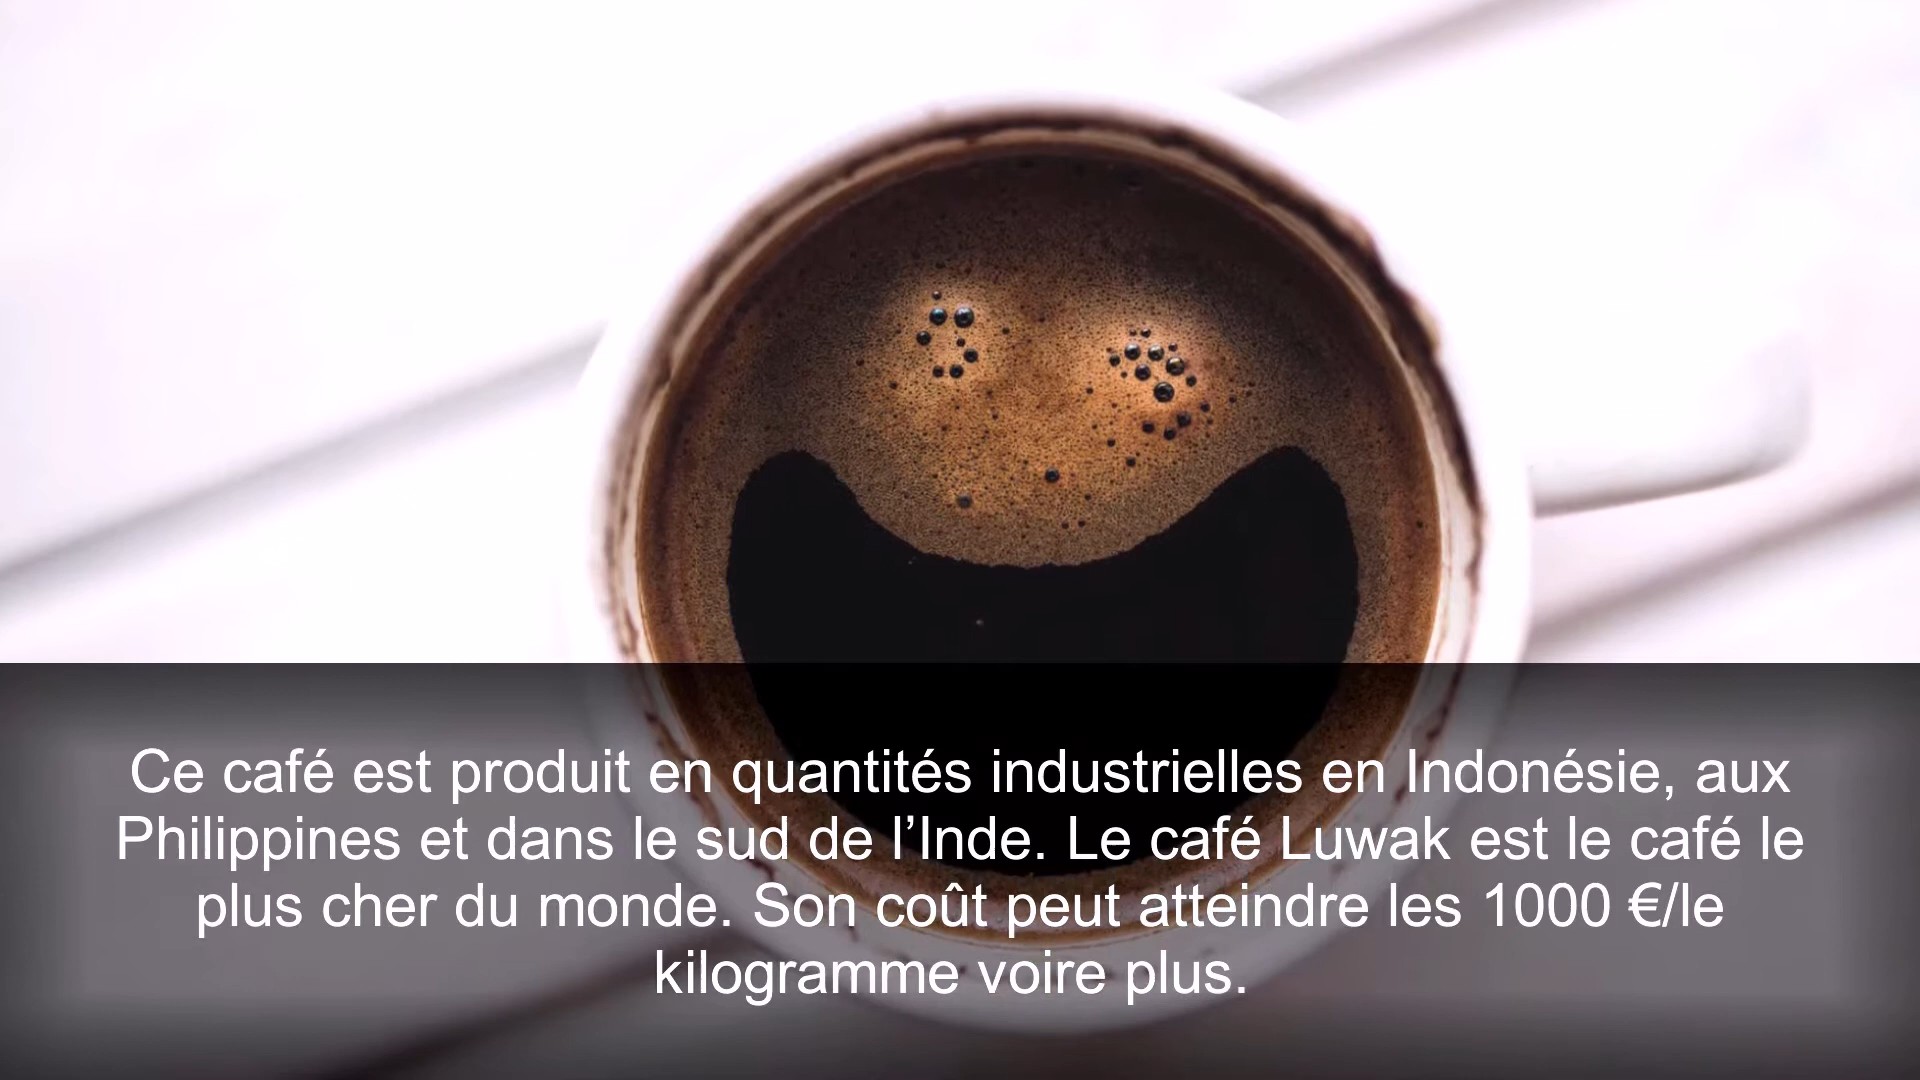 Ce café est produit en quantités industrielles en Indonésie, aux
Philippines et dans le sud de l’Inde. Le café Luwak est le café le
plus cher du monde. Son coût peut atteindre les 1000 €/le
kilogramme voire plus.